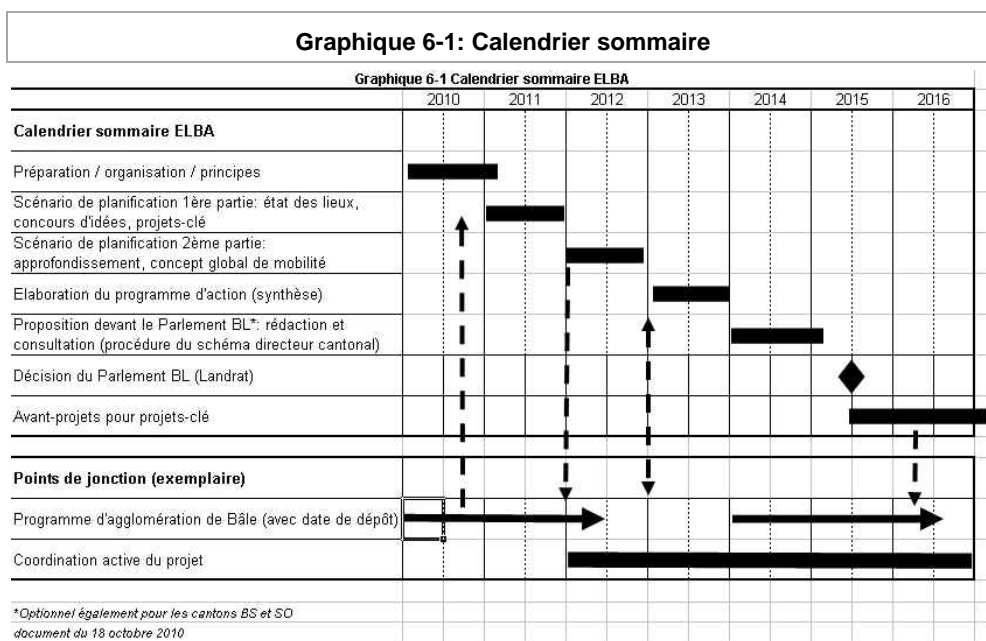 Graphique 6-1: Calendrier sommaire
Graphique 6-1 Calendrier sommaire ELBA
2010 2011 2012 2013 2014 2015 2016
Calendrier sommaire ELBA
Préparation / organisation / principes
Scénario de planification 1ère partie: état des lieux,
concours d'idées, projets-clé
Scénario de planification 2ème partie:
approfondissement, concept global de mobilité
Elaboration du programme d'action (synthèse)
Proposition devant le Parlement BL*: rédaction et
consultation (procédure du schéma directeur cantonal)
Décision du Parlement BL (Landrat)
Avant-projets pour projets-clé
Points de jonction (exemplaire)
Programme d'agglomération de Bâle (avec date de dépôt)
Coordination active du projet
*Optionnel également pour les cantons BS et SO
document du 18 octobre 2010